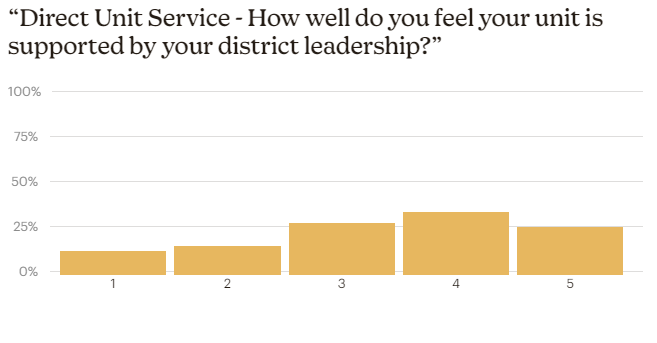 “Direct Unit Service - How well do you feel your unit is
supported by your district leadership?”
100%
75%
50%
25%
0%
1 2 3 4 5